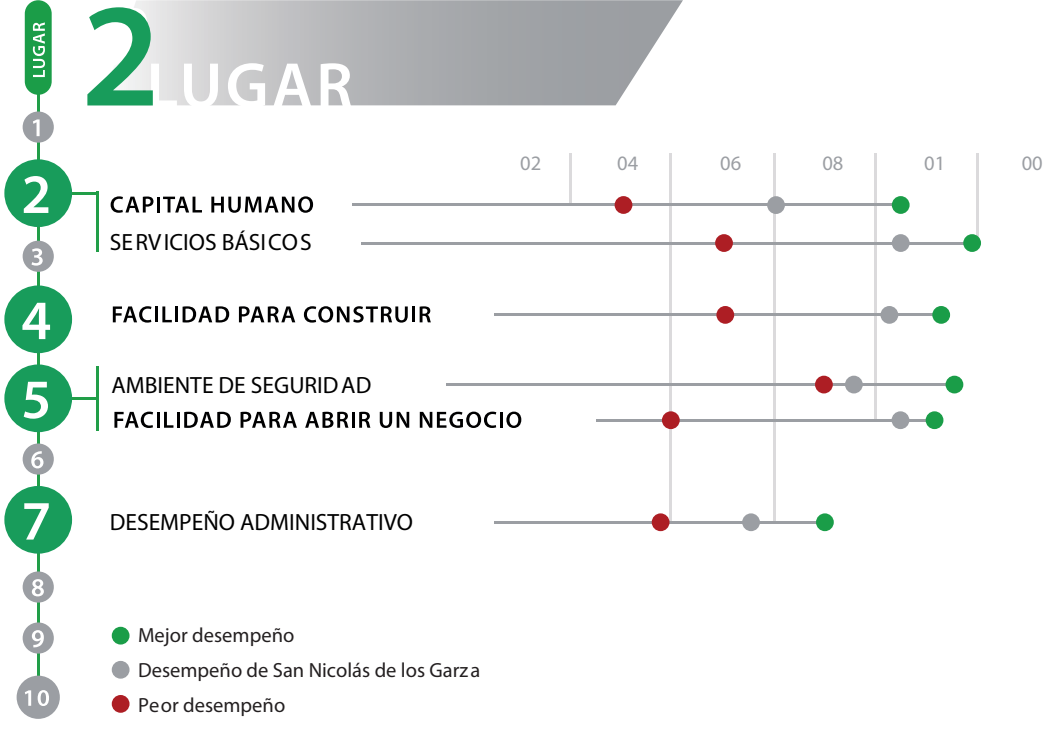 LUGAR
2 LUGAR
1
02 04 06 08 01 00
2
CAPITAL HUMANO
SERVICIOS BÁSICOS
3
4
FACILIDAD PARA CONSTRUIR
AMBIENTE DE SEGURIDAD
5
FACILIDAD PARA ABRIR UN NEGOCIO
6
7
DESEMPEÑO ADMINISTRATIVO
8
9
Mejor desempeño
Desempeño de San Nicolás de los Garza
10
Peor desempeño